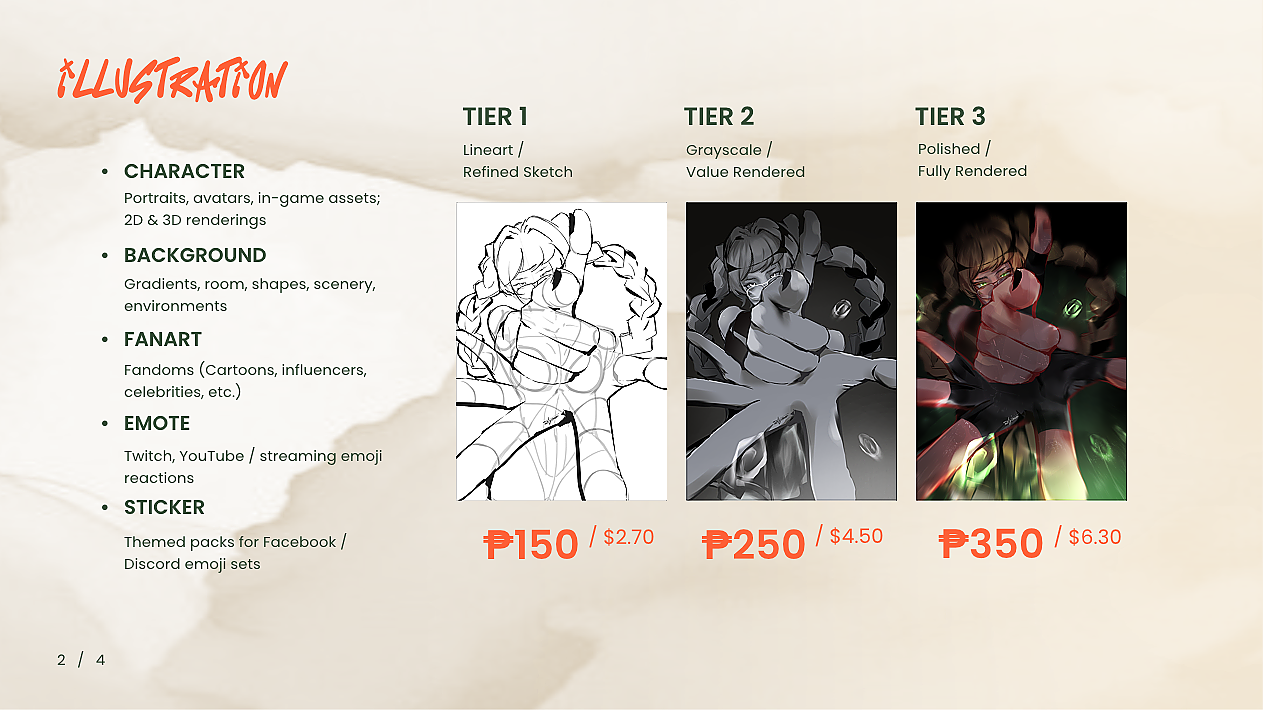 iLLUSTRATiON
• CHARACTER
Portraits, avatars, in-game assets;
2D & 3D renderings
• BACKGROUND
Gradients, room, shapes, scenery,
environments
• FANART
Fandoms (Cartoons, influencers,
celebrities, etc.)
• EMOTE
Twitch, YouTube / streaming emoji
reactions
• STICKER
Themed packs for Facebook /
Discord emoji sets
TIER 1
Lineart /
Refined Sketch
₱150 / $2.70
TIER 2
Grayscale /
Value Rendered
₱250 / $4.50
TIER 3
Polished /
Fully Rendered
₱350 / $6.30
2 / 4